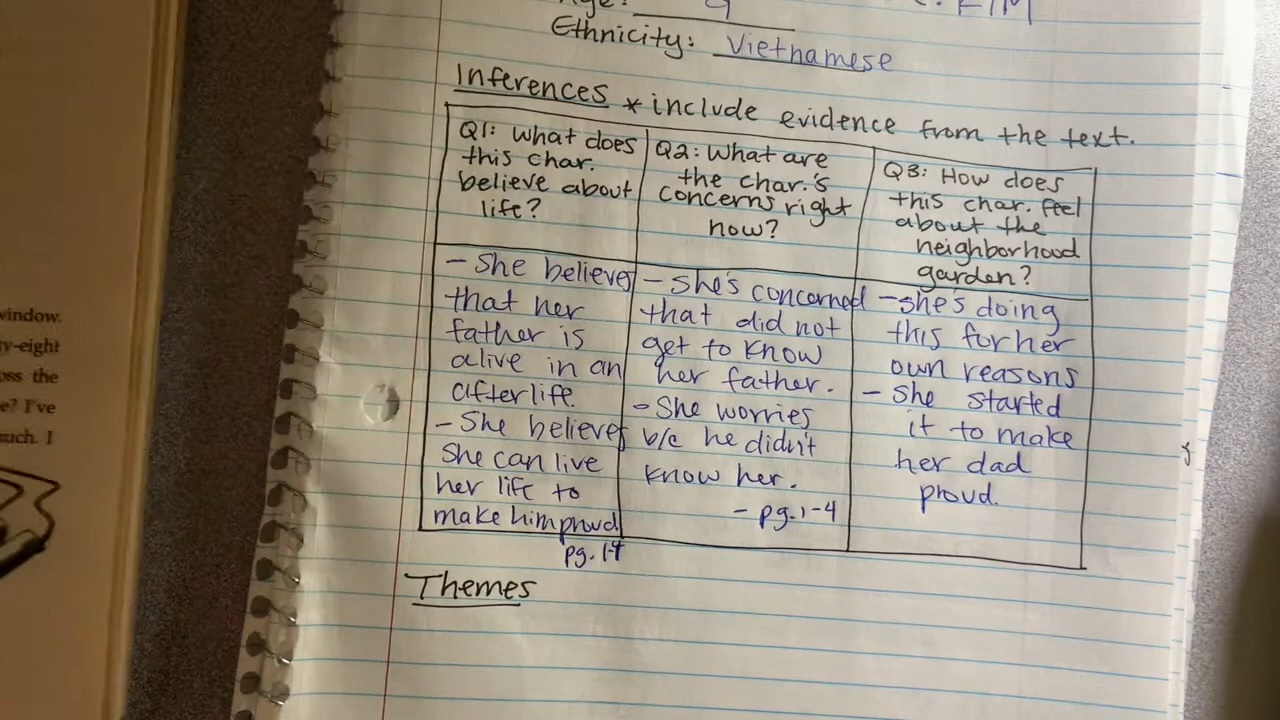 Age: 9
KIM
Ethnicity: Vietnamese
Inferences * include evidence from the text.
Q1: What does
this char.
believe about
life?
Q2: What are
the char.'s
concerns right
now?
Q3: How does
this char. feel
about the
neighborhood
garden?
- She believes
that her
father is
alive in an
afterlife.
- She believes
she can live
her life to
make him proud
pg. 1-4
- she's concerned
that did not
get to know
her father.
- She worries
b/c he didn't
know her.
- pg. 1-4
- she's doing
this for her
own reasons
- She started
it to make
her dad
proud.
Themes
window.
y-eight
oss the
e? I've
uch. I